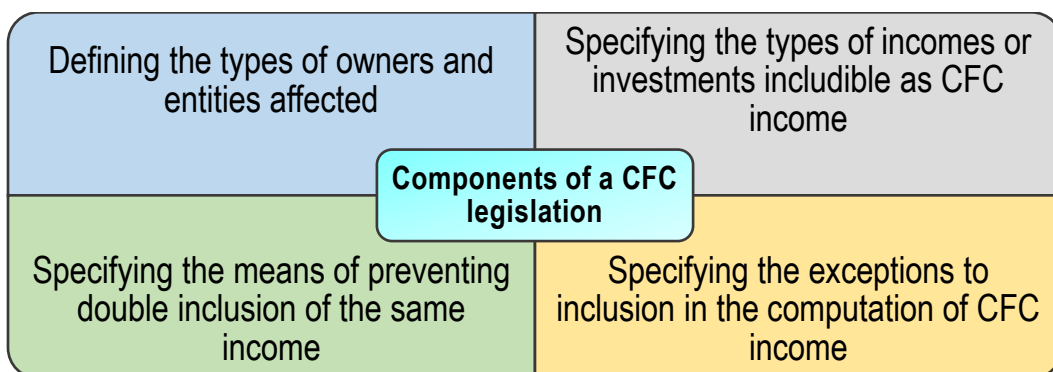 Defining the types of owners and
entities affected
Specifying the types of incomes or
investments includible as CFC
income
Components of a CFC
legislation
Specifying the means of preventing
double inclusion of the same
income
Specifying the exceptions to
inclusion in the computation of CFC
income